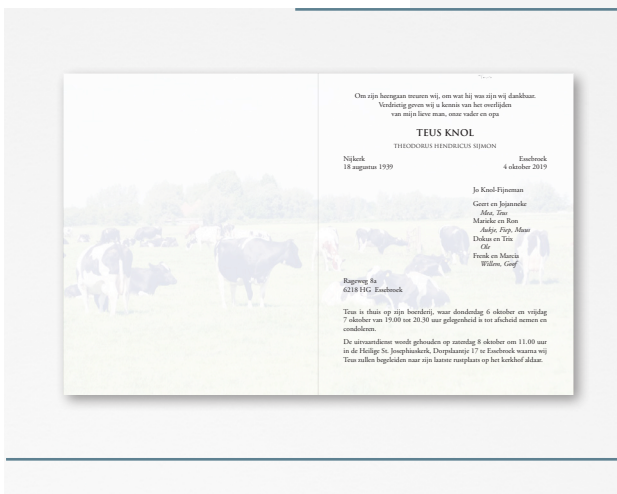 Om zijn heengaan treuren wij, om wat hij was zijn wij dankbaar.
Verdrietig geven wij u kennis van het overlijden
van mijn lieve man, onze vader en opa
TEUS KNOL
THEODORUS HENDRICUS SIJMON
Nijkerk
18 augustus 1939
Essebroek
4 oktober 2019
Jo Knol-Fijneman
Geert en Jojanneke
Mea, Teus
Marieke en Ron
Aukje, Fiep, Muus
Dokus en Trix
Ole
Frenk en Marcia
Willem, Goof
Rageweg 8a
6218 HG Essebroek
Teus is thuis op zijn boerderij, waar donderdag 6 oktober en vrijdag
7 oktober van 19.00 tot 20.30 uur gelegenheid is tot afscheid nemen en
condoleren.
De uitvaartdienst wordt gehouden op zaterdag 8 oktober om 11.00 uur
in de Heilige St. Josephuskerk, Dorpslaantje 17 te Essebroek waarna wij
Teus zullen begeleiden naar zijn laatste rustplaats op het kerkhof aldaar.